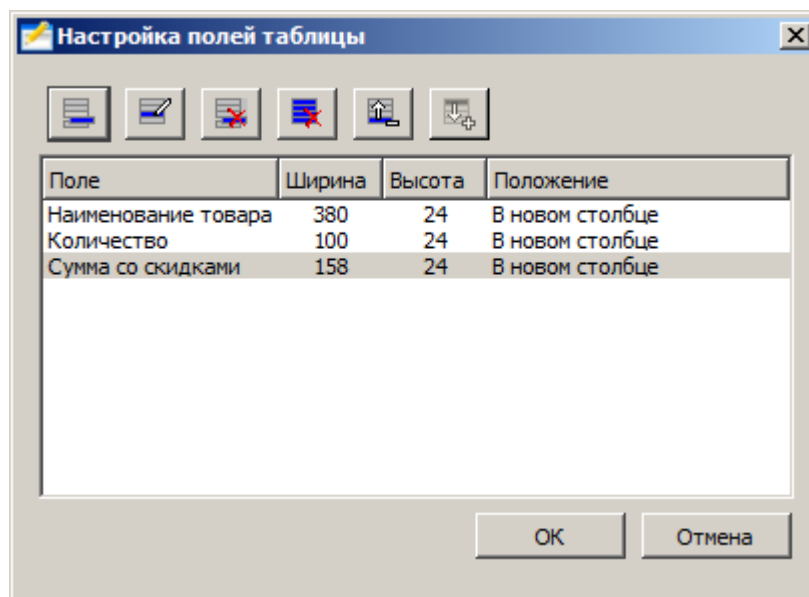 Настройка полей таблицы
Поле Ширина Высота Положение
Наименование товара 380 24 В новом столбце
Количество 100 24 В новом столбце
Сумма со скидками 158 24 В новом столбце
ОК Отмена